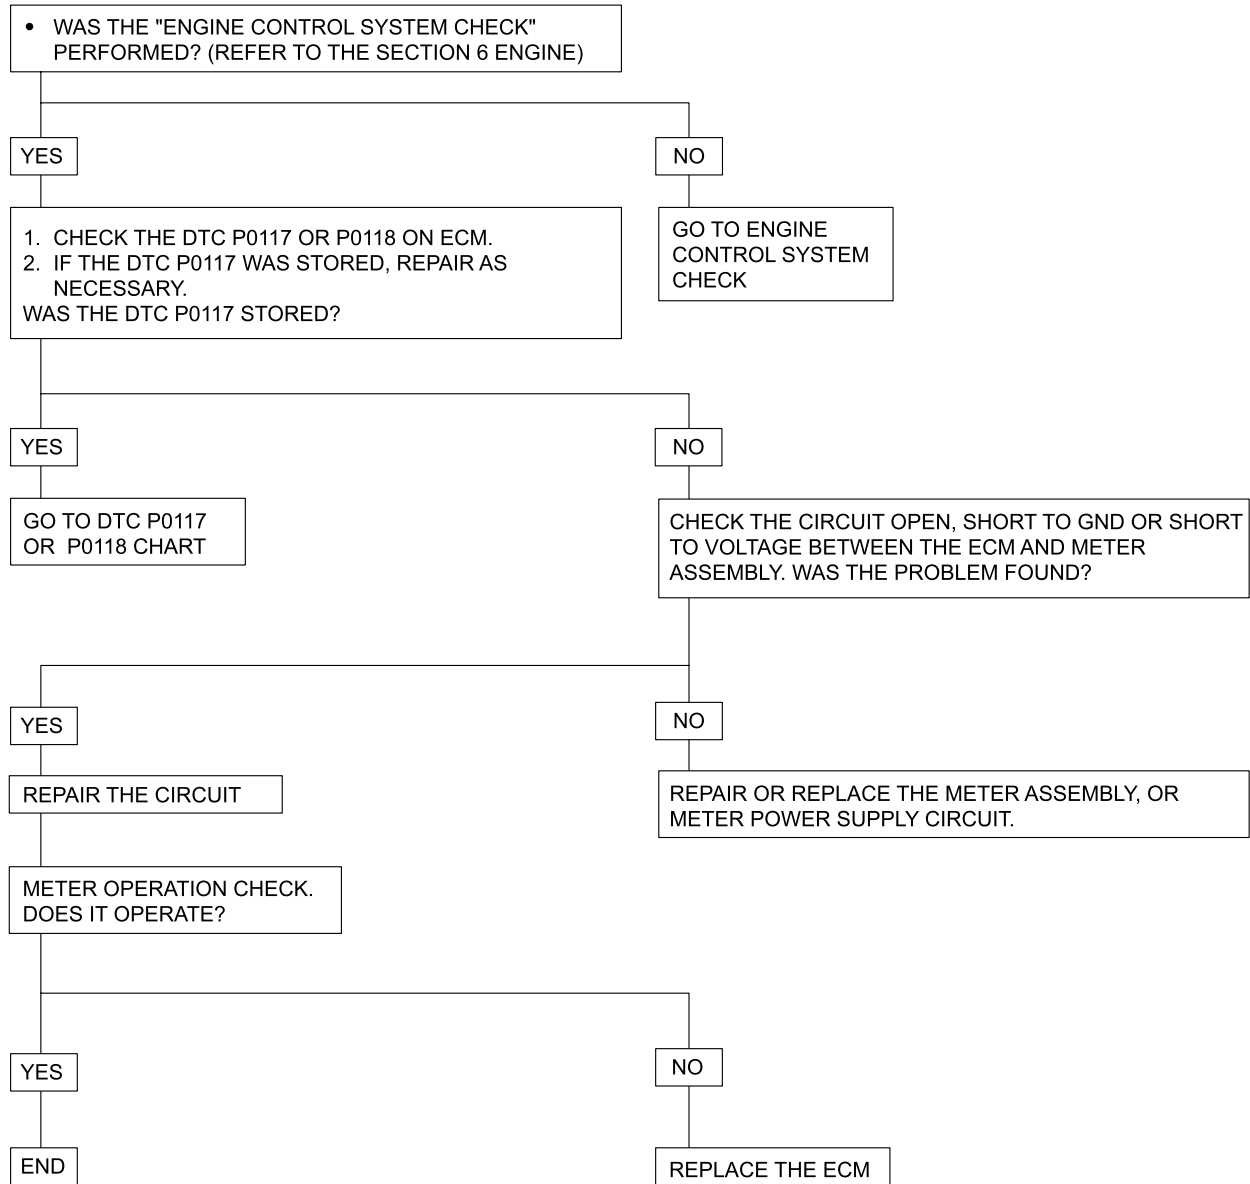 • WAS THE "ENGINE CONTROL SYSTEM CHECK"
PERFORMED? (REFER TO THE SECTION 6 ENGINE)
YES
NO
1. CHECK THE DTC P0117 OR P0118 ON ECM.
2. IF THE DTC P0117 WAS STORED, REPAIR AS
NECESSARY.
WAS THE DTC P0117 STORED?
GO TO ENGINE
CONTROL SYSTEM
CHECK
YES
NO
GO TO DTC P0117
OR P0118 CHART
CHECK THE CIRCUIT OPEN, SHORT TO GND OR SHORT
TO VOLTAGE BETWEEN THE ECM AND METER
ASSEMBLY. WAS THE PROBLEM FOUND?
YES
NO
REPAIR THE CIRCUIT
REPAIR OR REPLACE THE METER ASSEMBLY, OR
METER POWER SUPPLY CIRCUIT.
METER OPERATION CHECK.
DOES IT OPERATE?
YES
NO
END
REPLACE THE ECM